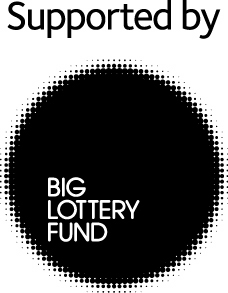 Supported by
BIG
LOTTERY
FUND